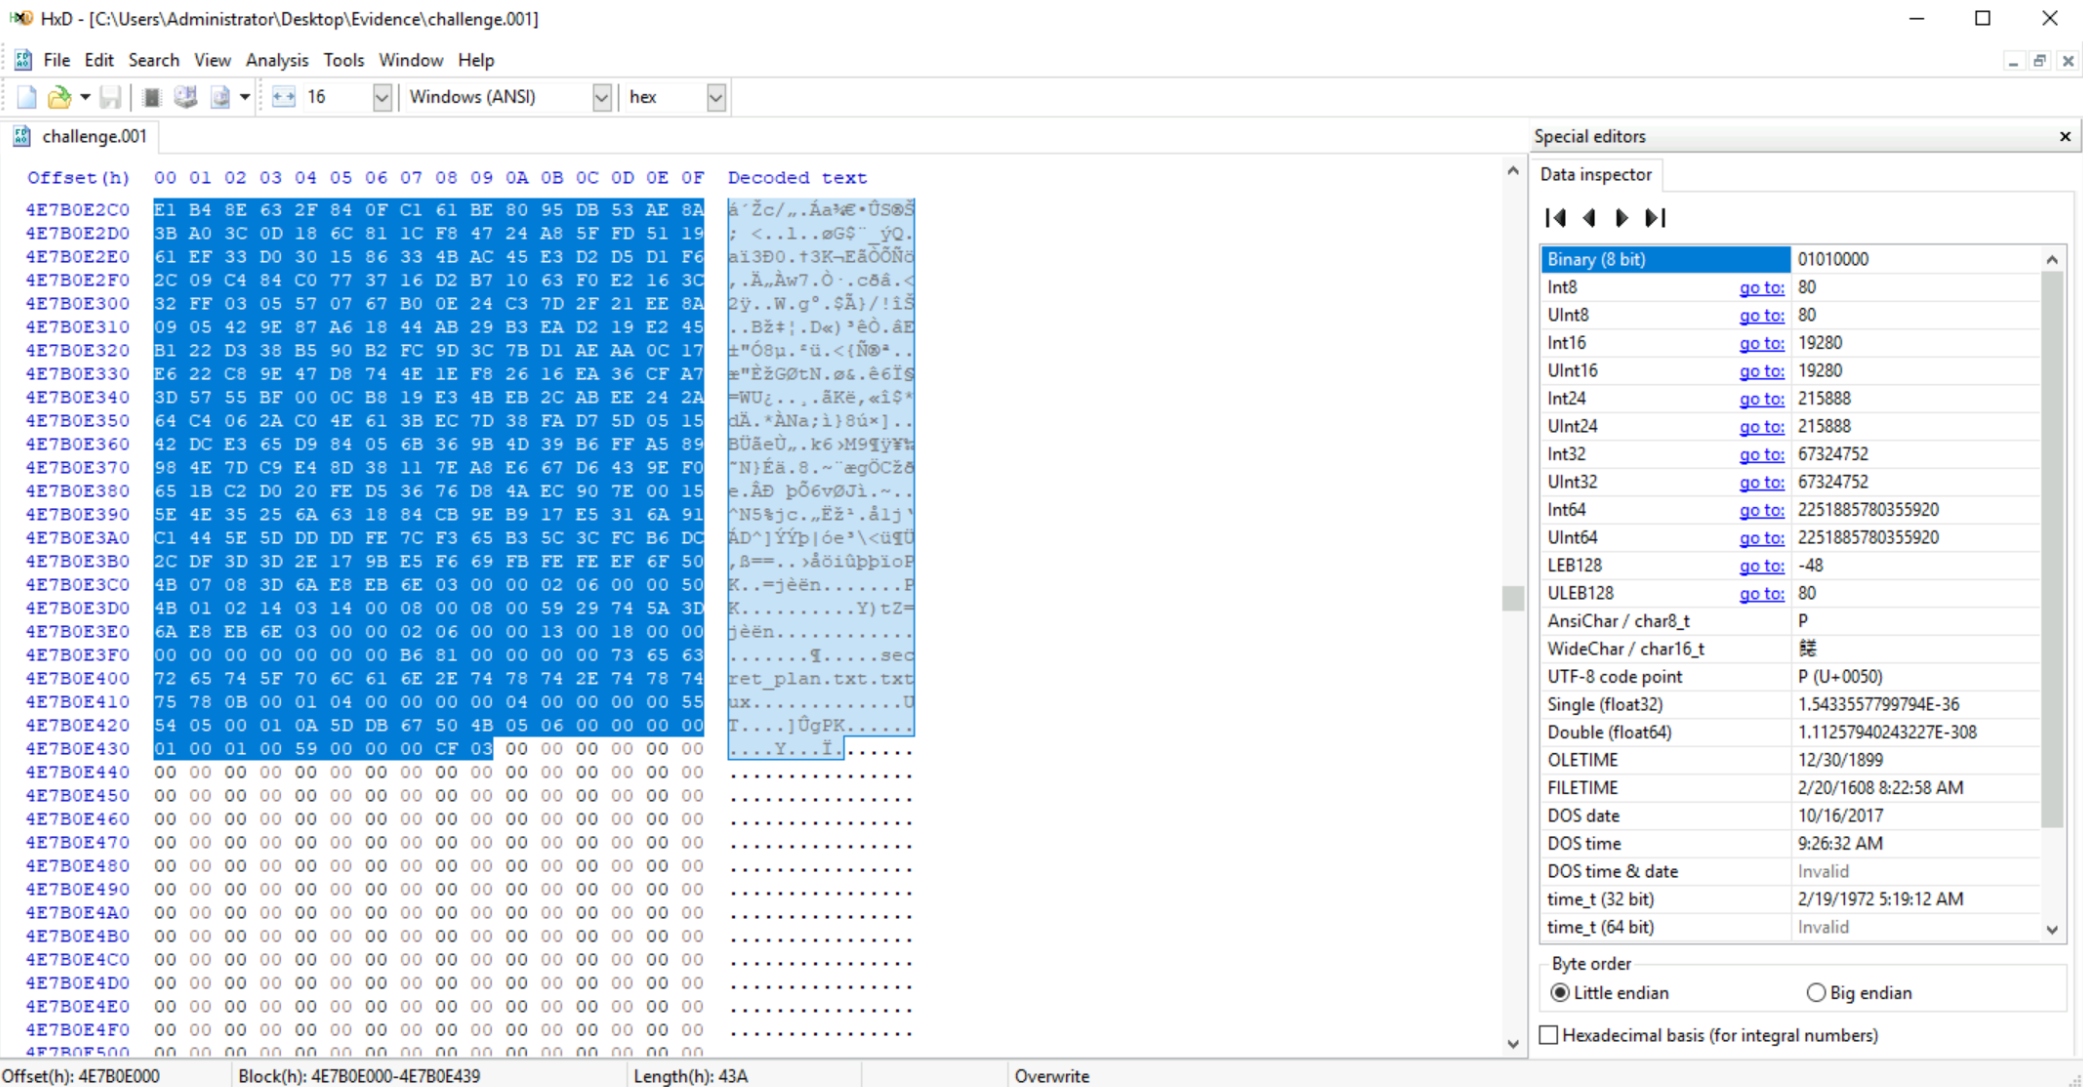 HxD - [C:\Users\Administrator\Desktop\Evidence\challenge.001]
File Edit Search View Analysis Tools Window Help
16 Windows (ANSI) hex
challenge.001
Offset(h) 00 01 02 03 04 05 06 07 08 09 0A 0B 0C 0D 0E 0F Decoded text
4E7B0E2C0 E1 B4 8E 63 2F 84 0F C1 61 BE 80 95 DB 53 AE 8A á´Žc/„.Áa¾€•ÛS®Š
4E7B0E2D0 3B A0 3C 0D 18 6C 81 1C F8 47 24 A8 5F FD 51 19 ; <..l..øG$¨_ýQ.
4E7B0E2E0 61 EF 33 D0 30 15 86 33 4B AC 45 E3 D2 D5 D1 F6 aï3Ð0.†3K¬EãÒÕÑö
4E7B0E2F0 2C 09 C4 84 C0 77 37 16 D2 B7 10 63 F0 E2 16 3C ,.Ä„Àw7.Ò·.cðâ.<
4E7B0E300 32 FF 03 05 57 07 67 B0 0E 24 C3 7D 2F 21 EE 8A 2ÿ..W.g°.$Ã}/!îŠ
4E7B0E310 09 05 42 9E 87 A6 18 44 AB 29 B3 EA D2 19 E2 45 ..Bž‡¦.D«)³êÒ.âE
4E7B0E320 B1 22 D3 38 B5 90 B2 FC 9D 3C 7B D1 AE AA 0C 17 ±"Ó8µ.²ü.<{Ñ®ª..
4E7B0E330 E6 22 C8 9E 47 D8 74 4E 1E F8 26 16 EA 36 CF A7 æ"ÈžGØtN.ø&.ê6Ï§
4E7B0E340 3D 57 55 BF 00 0C B8 19 E3 4B EB 2C AB EE 24 2A =WU¿..¸.ãKë,«î$*
4E7B0E350 64 C4 06 2A C0 4E 61 3B EC 7D 38 FA D7 5D 05 15 dÄ.*ÀNa;ì}8ú×]..
4E7B0E360 42 DC E3 65 D9 84 05 6B 36 9B 4D 39 B6 FF A5 89 BÜãeÙ„.k6›M9¶ÿ¥‰
4E7B0E370 98 4E 7D C9 E4 8D 38 11 7E A8 E6 67 D6 43 9E F0 ˜N}Éä.8.~¨ægÖCžð
4E7B0E380 65 1B C2 D0 20 FE D5 36 76 D8 4A EC 90 7E 00 15 e.ÂÐ þÕ6vØJì.~..
4E7B0E390 5E 4E 35 25 6A 63 18 84 CB 9E B9 17 E5 31 6A 91 ^N5%jc.„Ëž¹.å1j‘
4E7B0E3A0 C1 44 5E 5D DD DD FE 7C F3 65 B3 5C 3C FC B6 DC ÁD^]ÝÝþ|óe³\<ü¶Ü
4E7B0E3B0 2C DF 3D 3D 2E 17 9B E5 F6 69 FB FE FE EF 6F 50 ,ß==..›åöiûþþïoP
4E7B0E3C0 4B 07 08 3D 6A E8 EB 6E 03 00 00 02 06 00 00 50 K..=jèën.......P
4E7B0E3D0 4B 01 02 14 03 14 00 08 00 08 00 59 29 74 5A 3D K..........Y)tZ=
4E7B0E3E0 6A E8 EB 6E 03 00 00 02 06 00 00 13 00 18 00 00 jèën............
4E7B0E3F0 00 00 00 00 00 00 00 B6 81 00 00 00 00 73 65 63 .......¶.....sec
4E7B0E400 72 65 74 5F 70 6C 61 6E 2E 74 78 74 2E 74 78 74 ret_plan.txt.txt
4E7B0E410 75 78 0B 00 01 04 00 00 00 00 04 00 00 00 00 55 ux.............U
4E7B0E420 54 05 00 01 0A 5D DB 67 50 4B 05 06 00 00 00 00 T....]ÛgPK......
4E7B0E430 01 00 01 00 59 00 00 00 CF 03 00 00 00 00 00 00 ....Y...Ï.......
4E7B0E440 00 00 00 00 00 00 00 00 00 00 00 00 00 00 00 00 ................
4E7B0E450 00 00 00 00 00 00 00 00 00 00 00 00 00 00 00 00 ................
4E7B0E460 00 00 00 00 00 00 00 00 00 00 00 00 00 00 00 00 ................
4E7B0E470 00 00 00 00 00 00 00 00 00 00 00 00 00 00 00 00 ................
4E7B0E480 00 00 00 00 00 00 00 00 00 00 00 00 00 00 00 00 ................
4E7B0E490 00 00 00 00 00 00 00 00 00 00 00 00 00 00 00 00 ................
4E7B0E4A0 00 00 00 00 00 00 00 00 00 00 00 00 00 00 00 00 ................
4E7B0E4B0 00 00 00 00 00 00 00 00 00 00 00 00 00 00 00 00 ................
4E7B0E4C0 00 00 00 00 00 00 00 00 00 00 00 00 00 00 00 00 ................
4E7B0E4D0 00 00 00 00 00 00 00 00 00 00 00 00 00 00 00 00 ................
4E7B0E4E0 00 00 00 00 00 00 00 00 00 00 00 00 00 00 00 00 ................
4E7B0E4F0 00 00 00 00 00 00 00 00 00 00 00 00 00 00 00 00 ................
4E7B0E500 00 00 00 00 00 00 00 00 00 00 00 00 00 00 00 00
Special editors
Data inspector
Binary (8 bit) 01010000
Int8 go to: 80
UInt8 go to: 80
Int16 go to: 19280
UInt16 go to: 19280
Int24 go to: 215888
UInt24 go to: 215888
Int32 go to: 67324752
UInt32 go to: 67324752
Int64 go to: 2251885780355920
UInt64 go to: 2251885780355920
LEB128 go to: -48
ULEB128 go to: 80
AnsiChar / char8_t P
WideChar / char16_t 䭐
UTF-8 code point P (U+0050)
Single (float32) 1.5433557799794E-36
Double (float64) 1.11257940243227E-308
OLETIME 12/30/1899
FILETIME 2/20/1608 8:22:58 AM
DOS date 10/16/2017
DOS time 9:26:32 AM
DOS time & date Invalid
time_t (32 bit) 2/19/1972 5:19:12 AM
time_t (64 bit) Invalid
Byte order
Little endian Big endian
Hexadecimal basis (for integral numbers)
Offset(h): 4E7B0E000 Block(h): 4E7B0E000-4E7B0E439 Length(h): 43A Overwrite